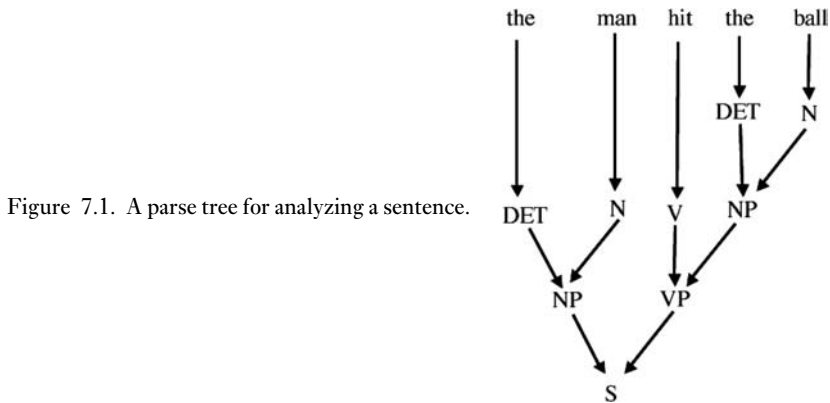 the man hit the ball
DET N
Figure 7.1. A parse tree for analyzing a sentence.
DET N V NP
NP VP
S